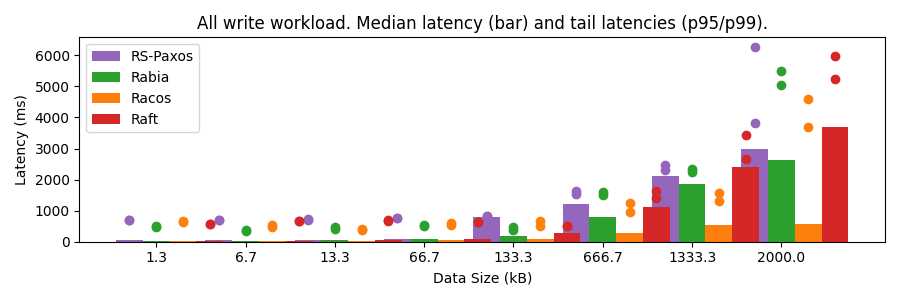 All write workload. Median latency (bar) and tail latencies (p95/p99).
Latency (ms)
6000
5000
4000
3000
2000
1000
0
RS-Paxos
Rabia
Racos
Raft
1.3 6.7 13.3 66.7 133.3 666.7 1333.3 2000.0
Data Size (kB)